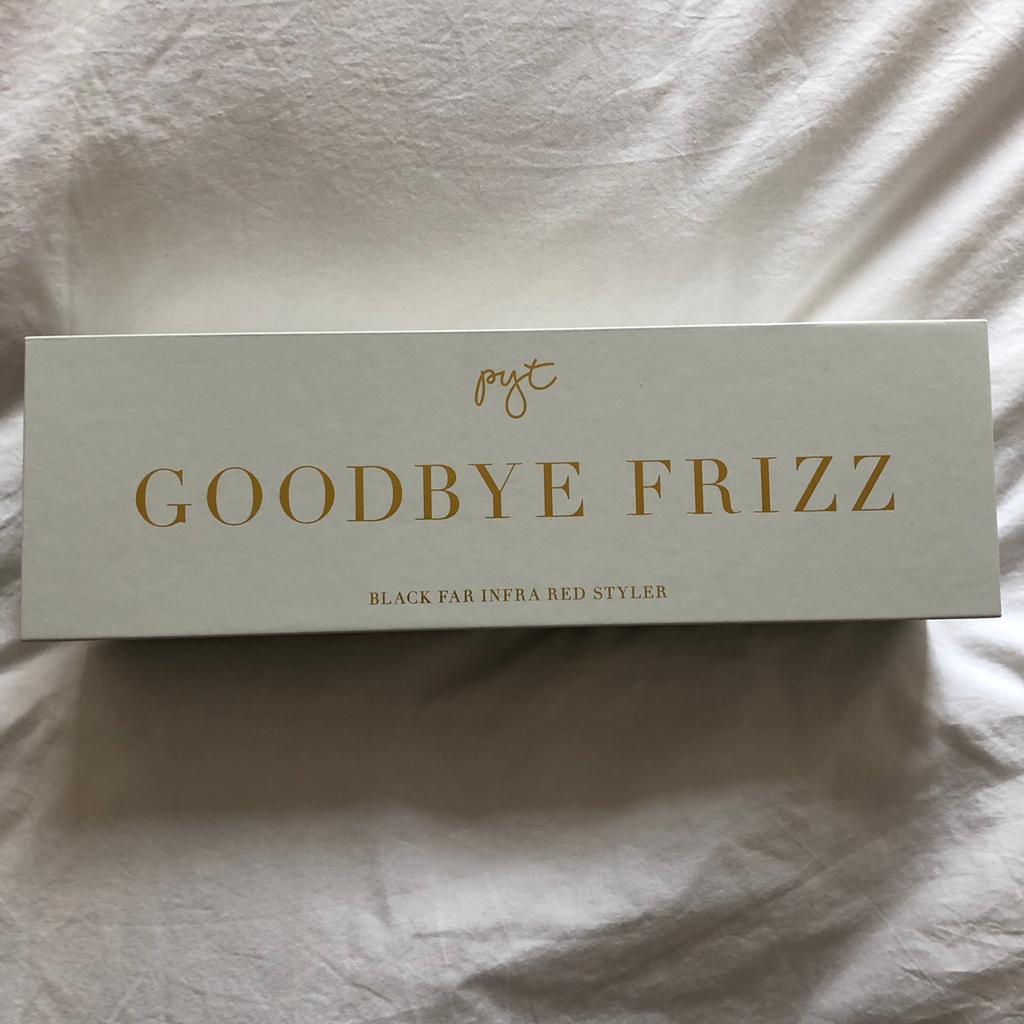 pyt
GOODBYE FRIZZ
BLACK FAR INFRA RED STYLER